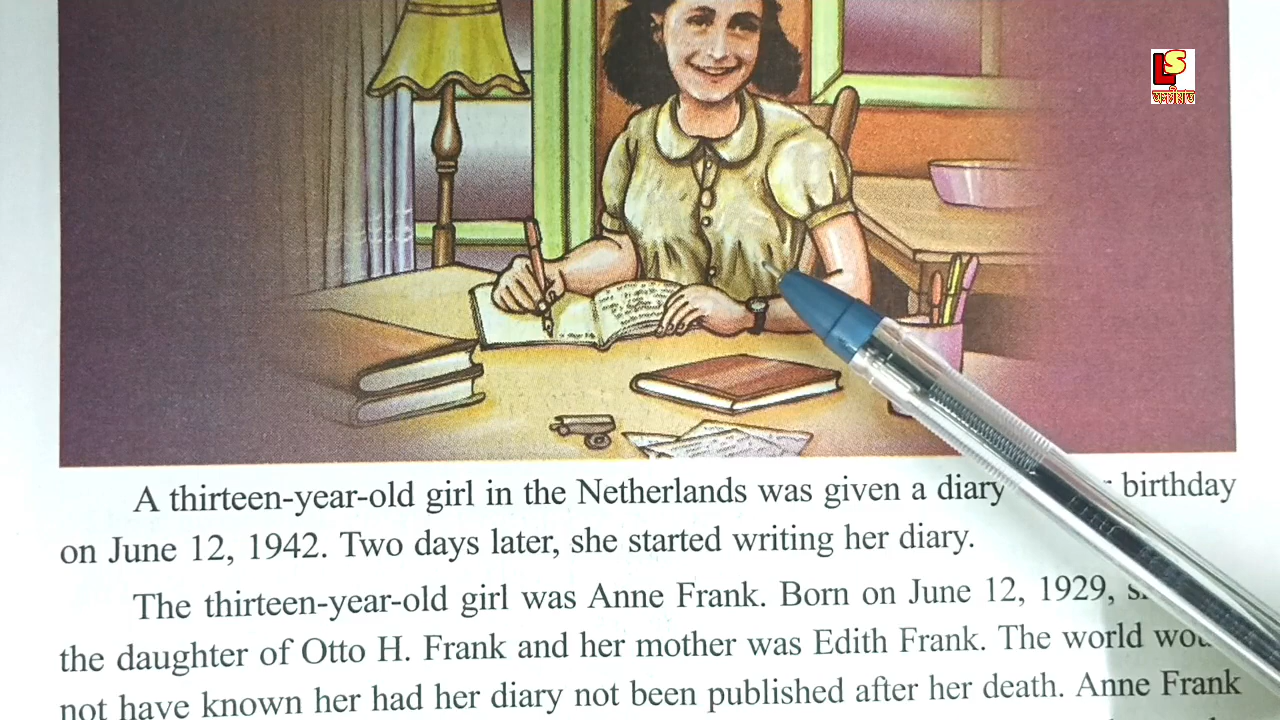 LS
A thirteen-year-old girl in the Netherlands was given a diary birthday
on June 12, 1942. Two days later, she started writing her diary.
The thirteen-year-old girl was Anne Frank. Born on June 12, 1929,
the daughter of Otto H. Frank and her mother was Edith Frank. The world
not have known her had her diary not been published after her death. Anne Frank